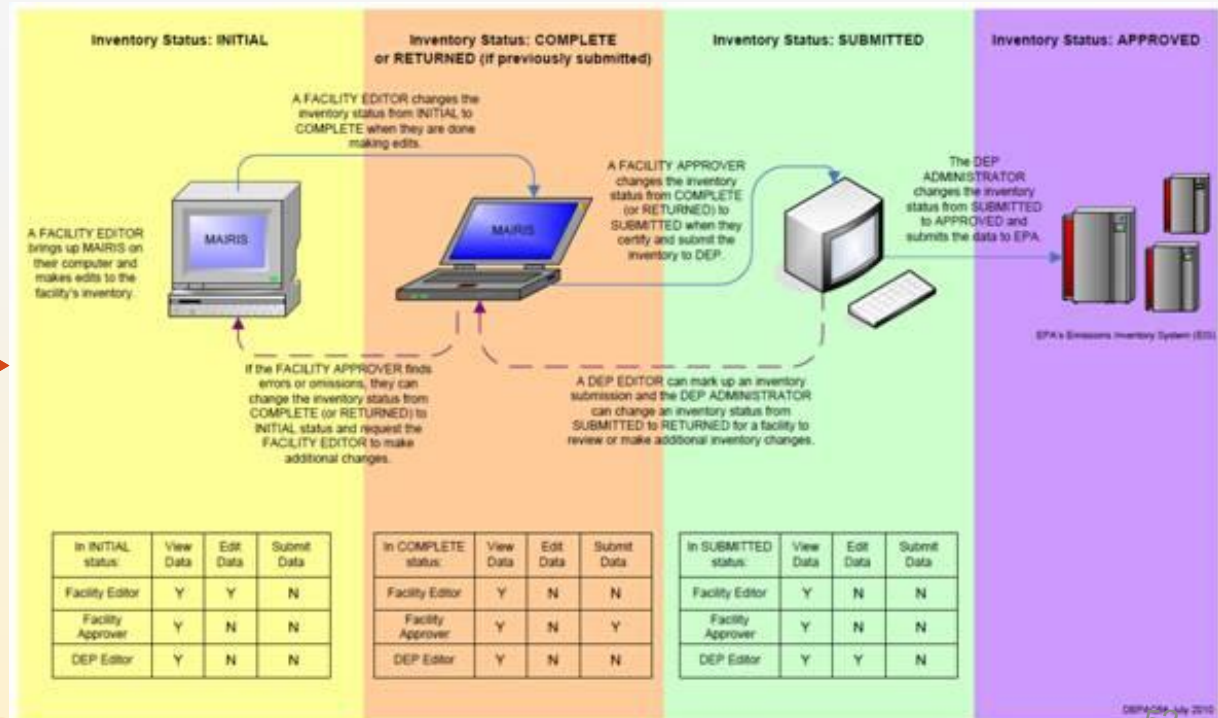 Inventory Status: INITIAL
Inventory Status: COMPLETE
or RETURNED (if previously submitted)
Inventory Status: SUBMITTED
Inventory Status: APPROVED
A FACILITY EDITOR changes the
inventory status from INITIAL to
COMPLETE when they are done
making edits.
A FACILITY EDITOR
brings up MAIRIS on
their computer and
makes edits to the
facility's inventory.
MAIRIS
MAIRIS
A FACILITY APPROVER
changes the inventory
status from COMPLETE
(or RETURNED) to
SUBMITTED when they
certify and submit the
inventory to DEP.
The DEP
ADMINISTRATOR
changes the inventory
status from SUBMITTED
to APPROVED and
submits the data to EPA.
EPA's Emissions Inventory System (EIS)
If the FACILITY APPROVER finds
errors or omissions, they can
change the inventory status from
COMPLETE (or RETURNED) to
INITIAL status and request the
FACILITY EDITOR to make
additional changes.
A DEP EDITOR can mark up an inventory
submission and the DEP ADMINISTRATOR
can change an inventory status from
SUBMITTED to RETURNED for a facility to
review or make additional inventory changes.
In INITIAL status: View Data Edit Data Submit Data
Facility Editor Y Y N
Facility Approver Y N N
DEP Editor Y N N
In COMPLETE status: View Data Edit Data Submit Data
Facility Editor Y N N
Facility Approver Y N Y
DEP Editor Y N N
In SUBMITTED status: View Data Edit Data Submit Data
Facility Editor Y N N
Facility Approver Y N N
DEP Editor Y Y N
July 2010